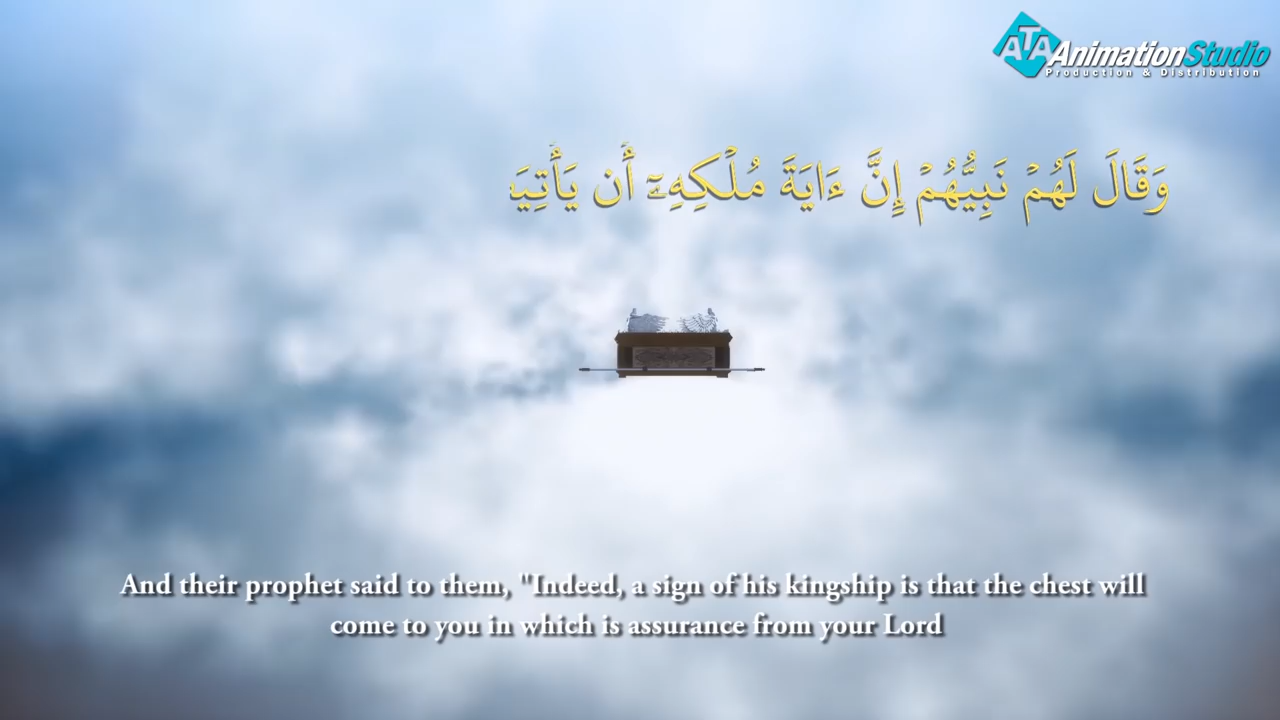 ATA AnimationStudio
Production & Distribution
وَقَالَ لَهُمْ نَبِيُّهُمْ إِنَّ ءَايَةَ مُلْكِهِۦٓ أَن يَأْتِيَ
And their prophet said to them, "Indeed, a sign of his kingship is that the chest will
come to you in which is assurance from your Lord